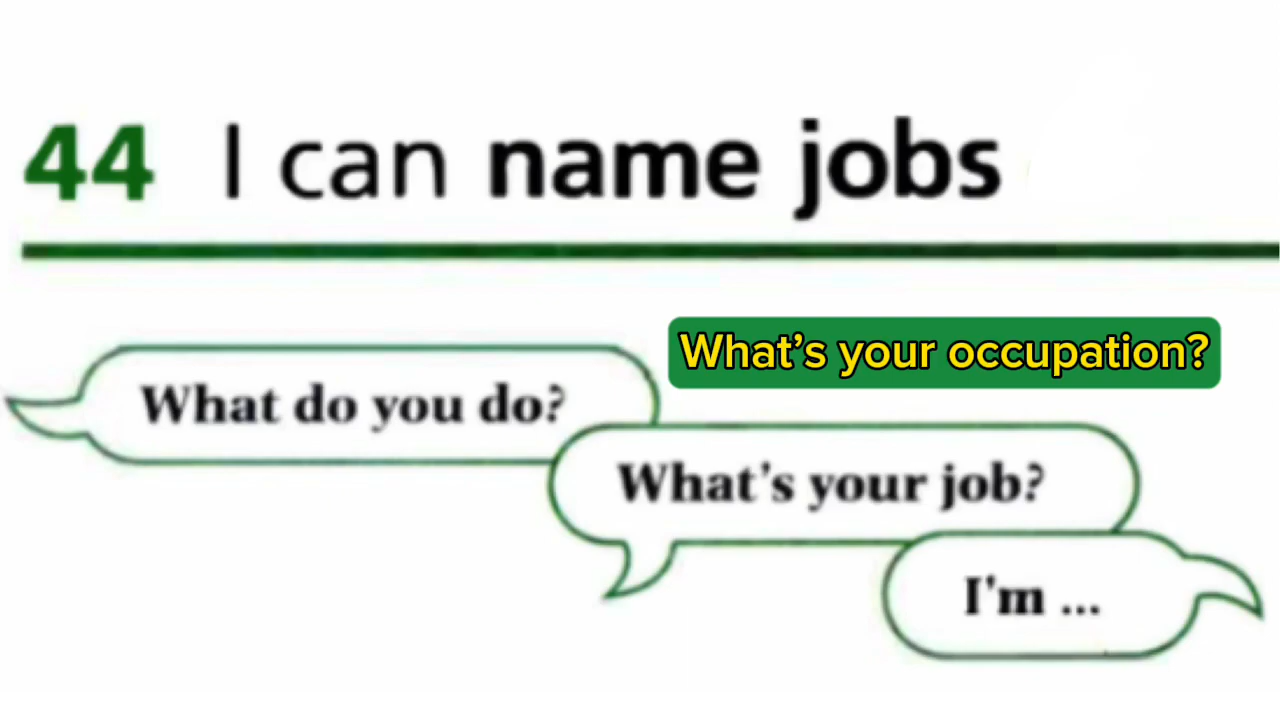 44 I can name jobs
What's your occupation?
What do you do?
What's your job?
I'm ...